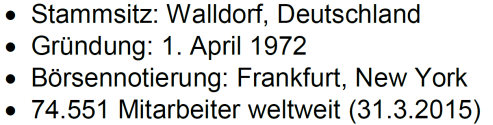 • Stammsitz: Walldorf, Deutschland
• Gründung: 1. April 1972
• Börsennotierung: Frankfurt, New York
• 74.551 Mitarbeiter weltweit (31.3.2015)